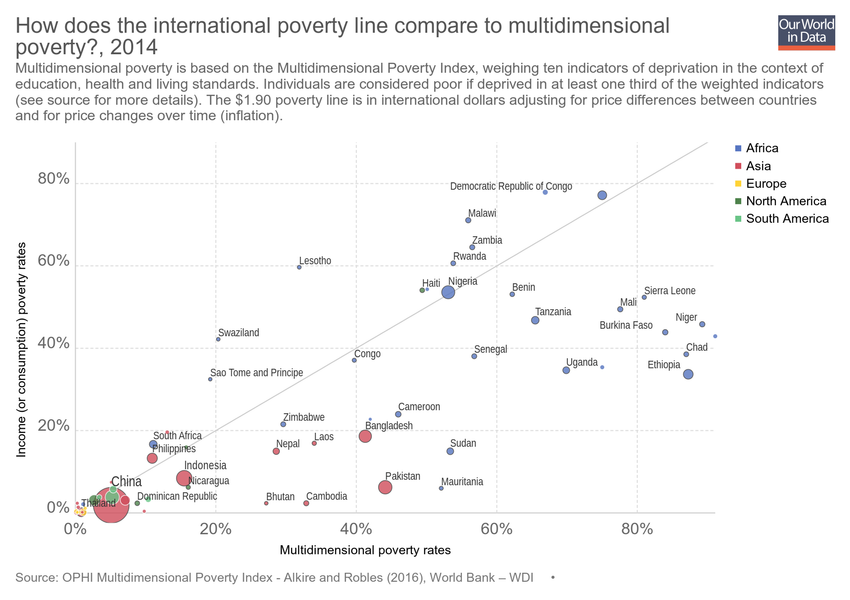 How does the international poverty line compare to multidimensional
poverty?, 2014
Our World
in Data
Multidimensional poverty is based on the Multidimensional Poverty Index, weighing ten indicators of deprivation in the context of
education, health and living standards. Individuals are considered poor if deprived in at least one third of the weighted indicators
(see source for more details). The $1.90 poverty line is in international dollars adjusting for price differences between countries
and for price changes over time (inflation).
Africa
Asia
Europe
North America
South America
Income (or consumption) poverty rates
80%
60%
40%
20%
0%
Democratic Republic of Congo
Malawi
Zambia
Rwanda
Lesotho
Haiti
Nigeria
Benin
Sierra Leone
Mali
Tanzania
Niger
Burkina Faso
Swaziland
Congo
Senegal
Chad
Uganda
Ethiopia
Sao Tome and Principe
Cameroon
Zimbabwe
Bangladesh
South Africa
Laos
Philippines
Nepal
Sudan
Indonesia
Pakistan
China
Nicaragua
Mauritania
Dominican Republic
Bhutan
Cambodia
Thailand
0%
20%
40%
60%
80%
Multidimensional poverty rates
Source: OPHI Multidimensional Poverty Index - Alkire and Robles (2016), World Bank – WDI •